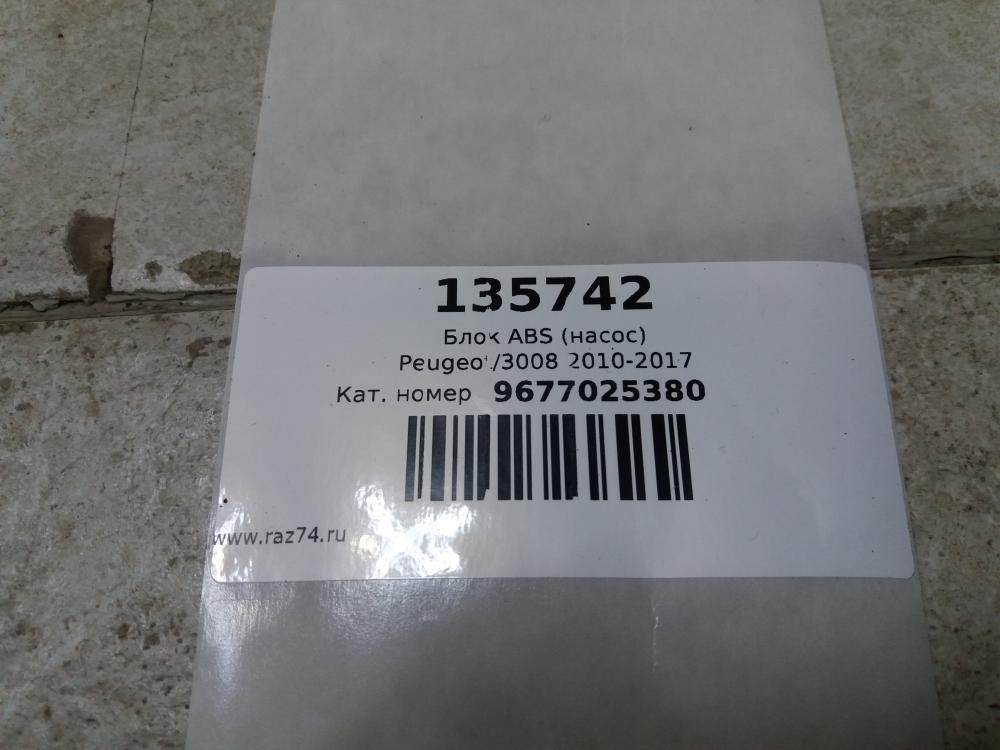 135742
Блок ABS (насос)
Peugeot/3008 2010-2017
Кат. номер 9677025380
www.raz74.ru